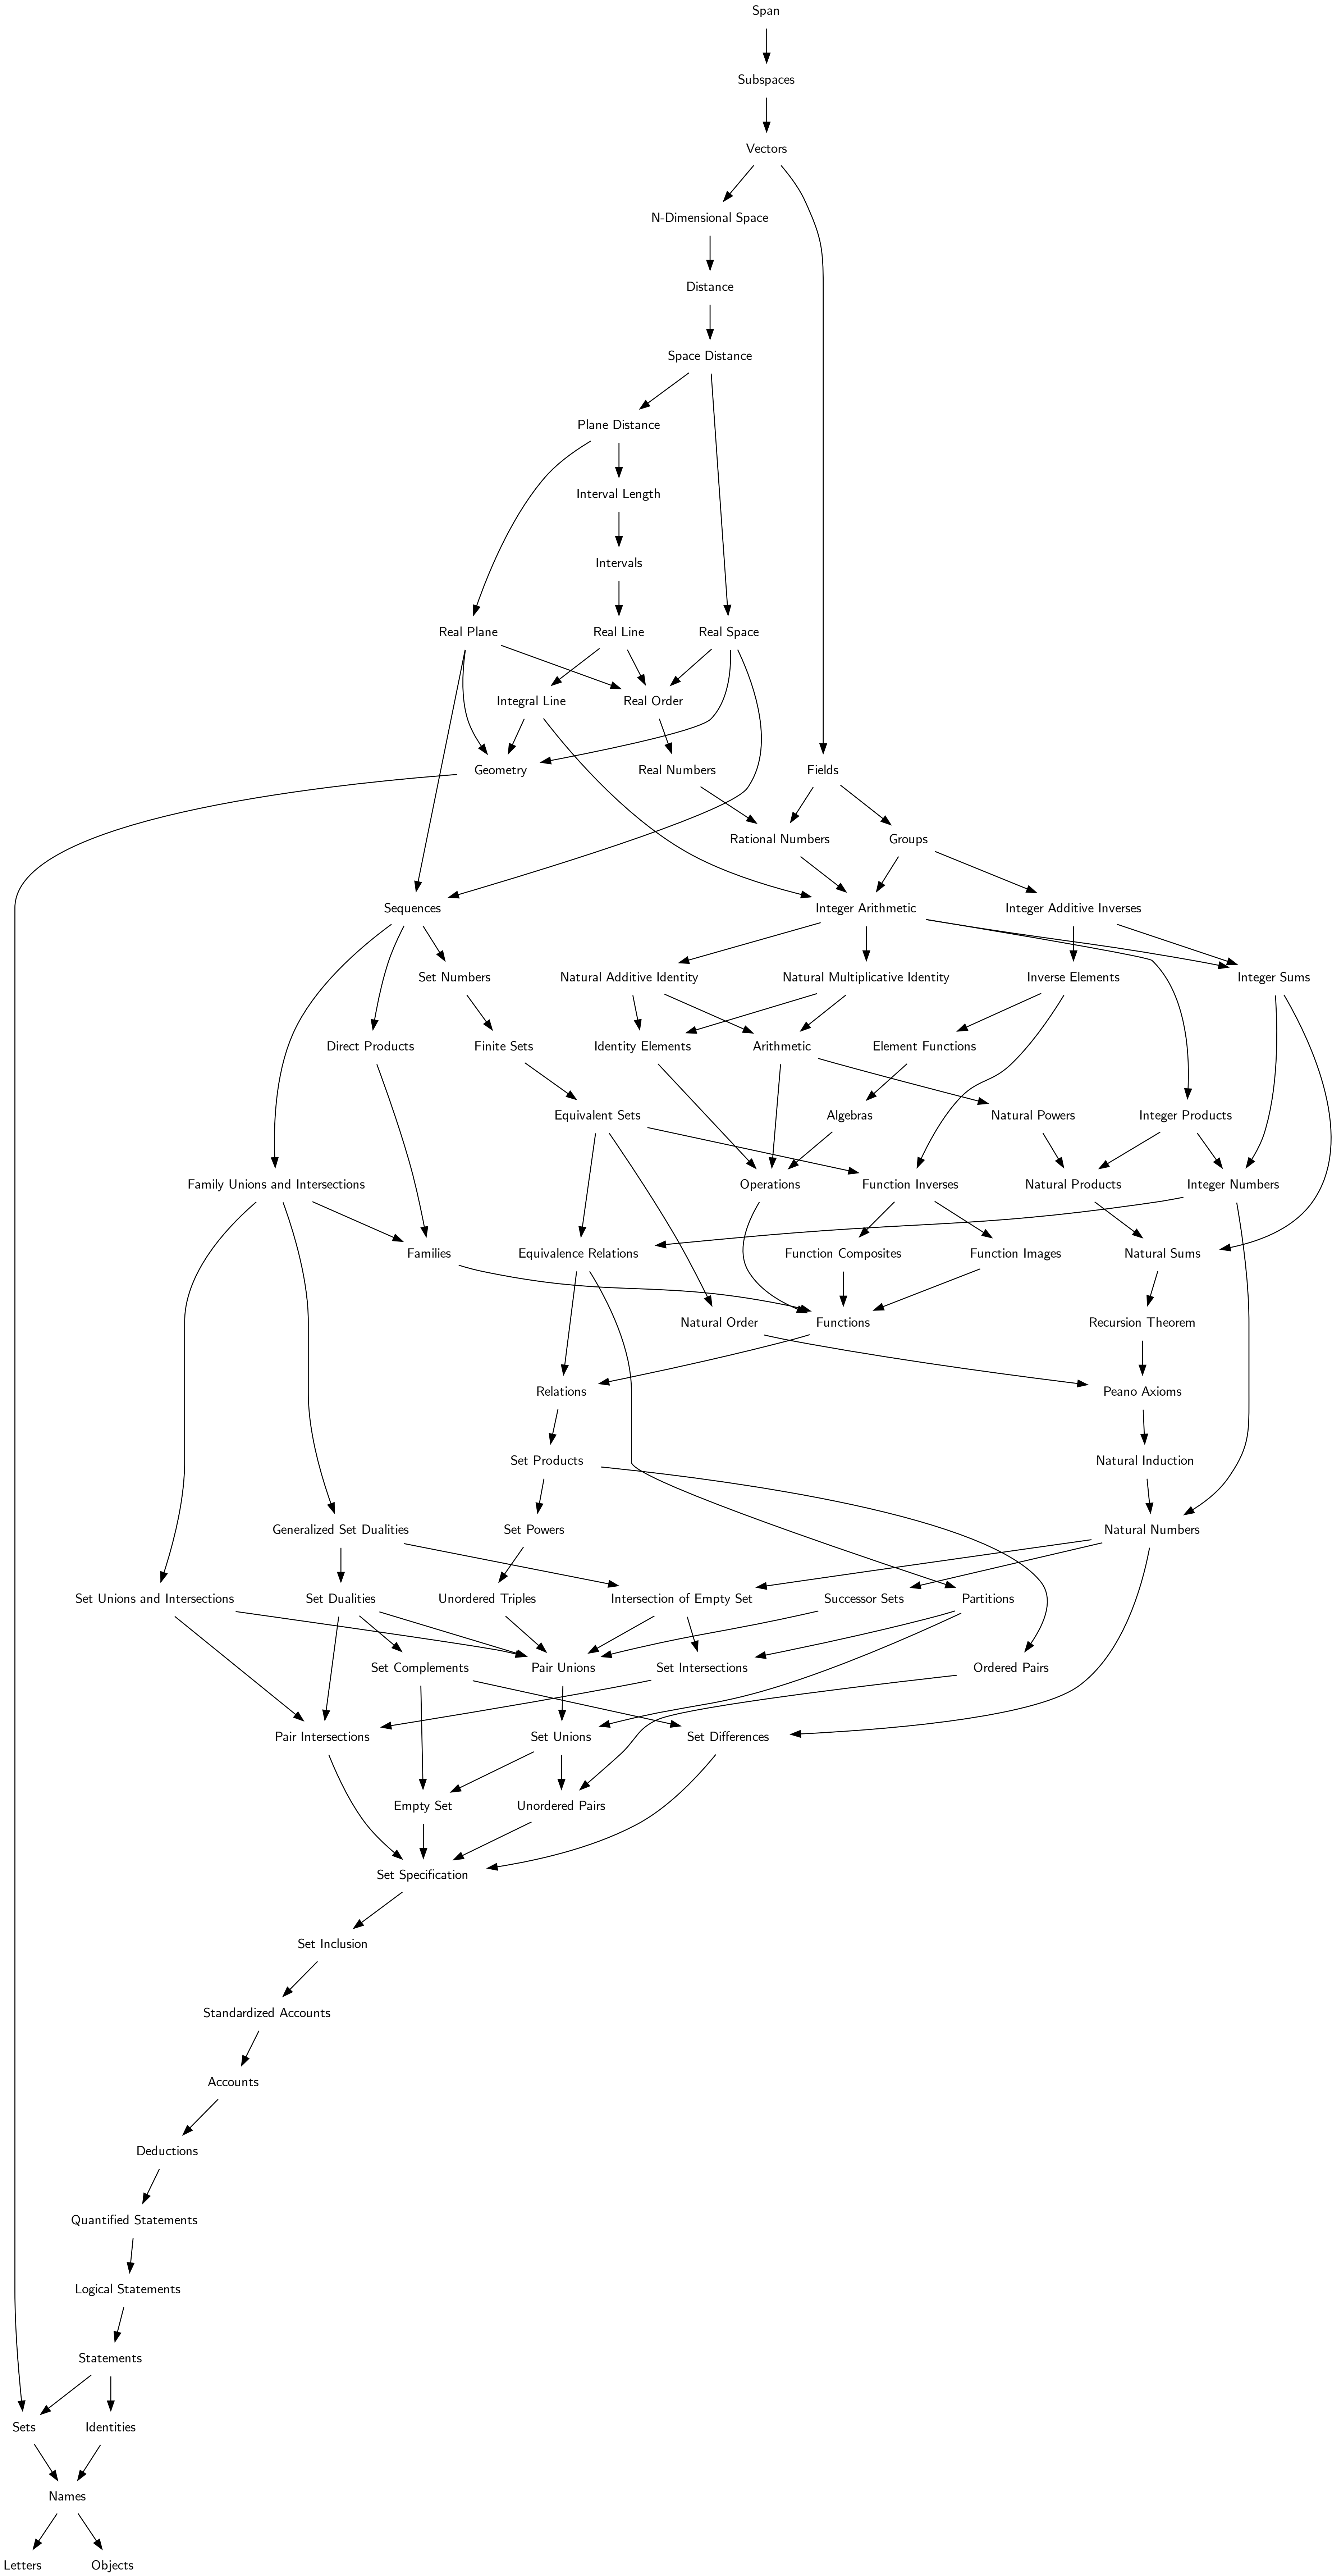 Span
Subspaces
Vectors
N-Dimensional Space
Distance
Space Distance
Plane Distance
Interval Length
Intervals
Real Plane
Real Line
Real Space
Integral Line
Real Order
Geometry
Real Numbers
Fields
Rational Numbers
Groups
Sequences
Integer Arithmetic
Integer Additive Inverses
Set Numbers
Natural Additive Identity
Natural Multiplicative Identity
Inverse Elements
Integer Sums
Direct Products
Finite Sets
Identity Elements
Arithmetic
Element Functions
Equivalent Sets
Algebras
Natural Powers
Integer Products
Family Unions and Intersections
Operations
Function Inverses
Natural Products
Integer Numbers
Families
Equivalence Relations
Function Composites
Function Images
Natural Sums
Natural Order
Functions
Recursion Theorem
Relations
Peano Axioms
Set Products
Natural Induction
Generalized Set Dualities
Set Powers
Natural Numbers
Set Unions and Intersections
Set Dualities
Unordered Triples
Intersection of Empty Set
Successor Sets
Partitions
Set Complements
Pair Unions
Set Intersections
Ordered Pairs
Pair Intersections
Set Unions
Set Differences
Empty Set
Unordered Pairs
Set Specification
Set Inclusion
Standardized Accounts
Accounts
Deductions
Quantified Statements
Logical Statements
Statements
Sets
Identities
Names
Letters
Objects